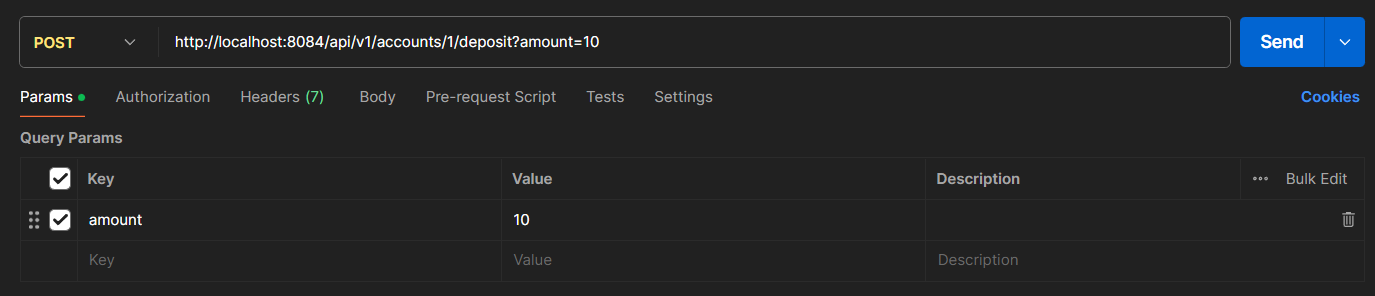 POST http://localhost:8084/api/v1/accounts/1/deposit?amount=10 Send
Params Authorization Headers (7) Body Pre-request Script Tests Settings Cookies
Query Params
Key Value Description ••• Bulk Edit
amount 10
Key Value Description